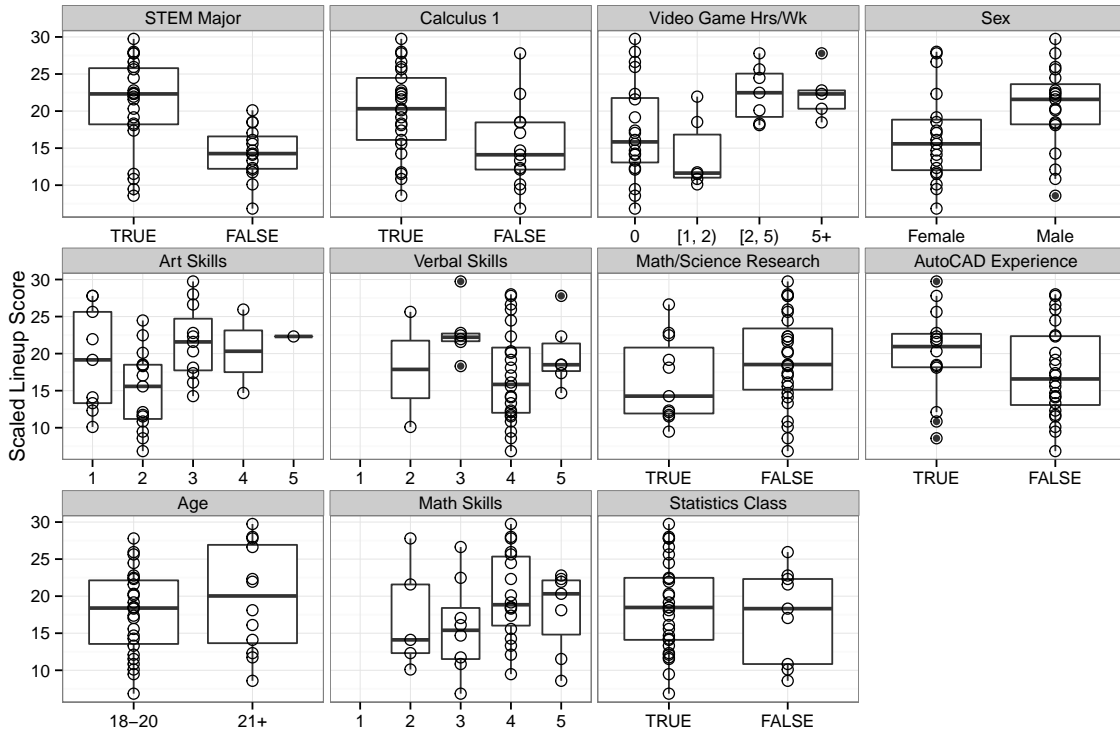 STEM Major Calculus 1 Video Game Hrs/Wk Sex
30
25
20
15
10
TRUE FALSE TRUE FALSE 0 [1, 2) [2, 5) 5+ Female Male
Art Skills Verbal Skills Math/Science Research AutoCAD Experience
Scaled Lineup Score
30
25
20
15
10
1 2 3 4 5 1 2 3 4 5 TRUE FALSE TRUE FALSE
Age Math Skills Statistics Class
30
25
20
15
10
18−20 21+ 1 2 3 4 5 TRUE FALSE